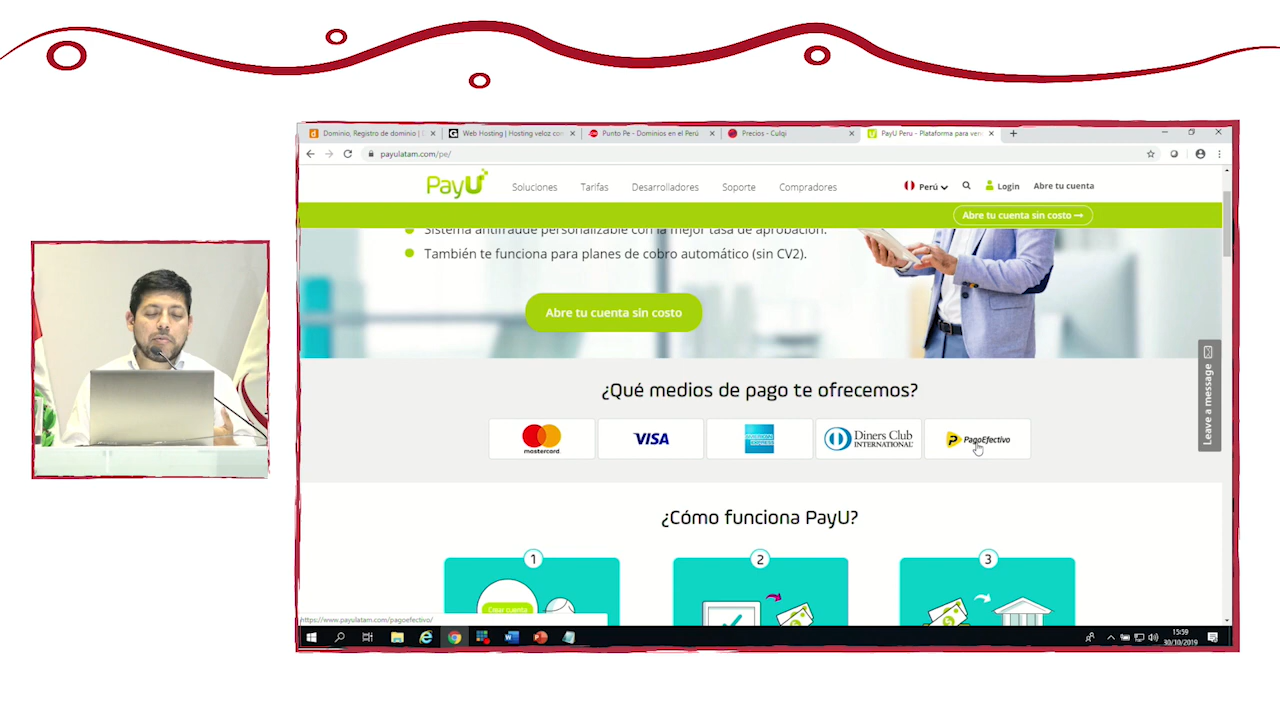 Dominio, Registro de dominio | D
Web Hosting | Hosting veloz con
Punto Pe - Dominios en el Perú
Precios - Culqi
PayU Peru - Plataforma para ven
payulatam.com/pe/
PayU
Soluciones
Tarifas
Desarrolladores
Soporte
Compradores
Perú
Login
Abre tu cuenta
Abre tu cuenta sin costo
Sistema antifraude personalizable con la mejor tasa de aprobación.
También te funciona para planes de cobro automático (sin CV2).
Abre tu cuenta sin costo
Leave a message
¿Qué medios de pago te ofrecemos?
mastercard
VISA
AMERICAN EXPRESS
Diners Club
INTERNATIONAL
PagoEfectivo
¿Cómo funciona PayU?
1
2
3
Crear cuenta
https://www.payulatam.com/pagoefectivo/
15:59
30/10/2019